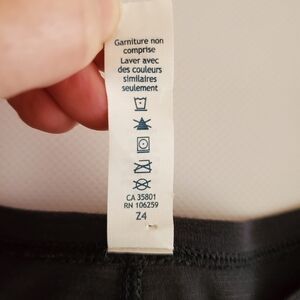 Garniture non
comprise
Laver avec
des couleurs
similaires
seulement
CA 35801
RN 106259
Z4